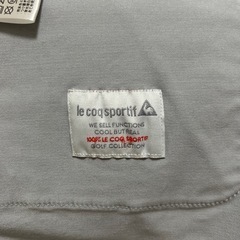 le coq sportif
WE SELL FUNCTIONS
COOL BUT REAL
100% LE COQ SPORTIF
GOLF COLLECTION